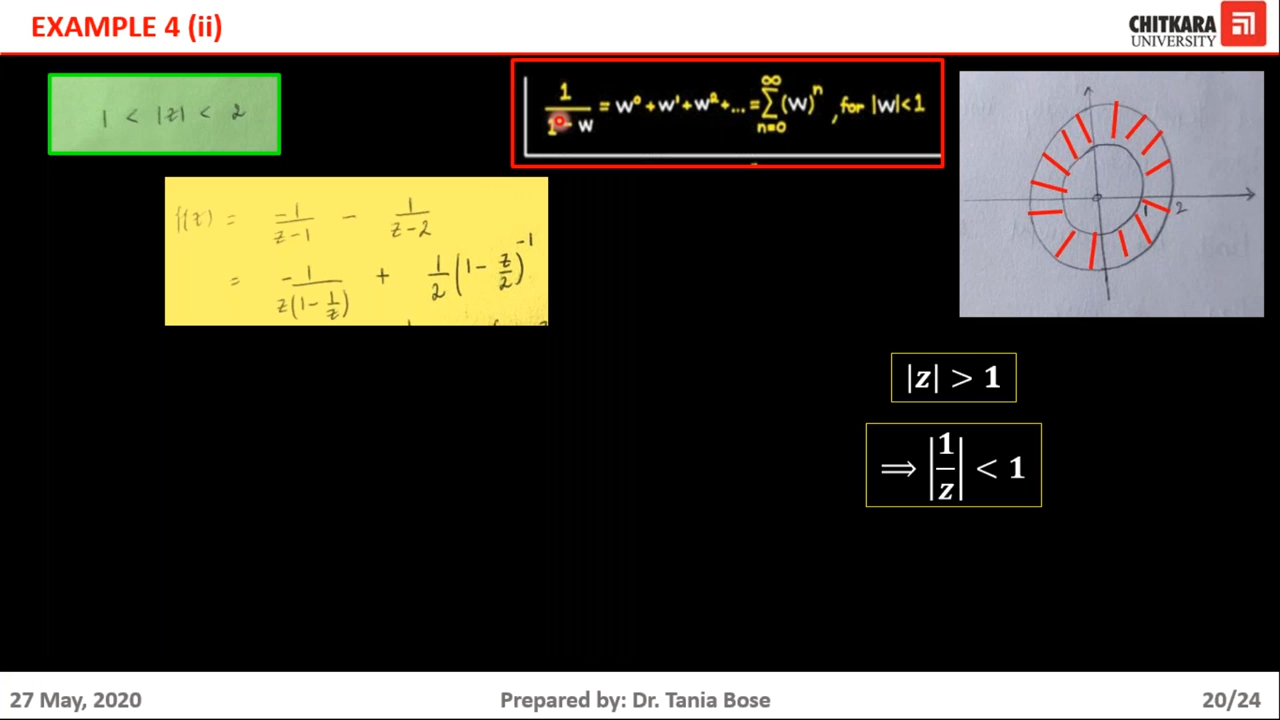 EXAMPLE 4 (ii)
CHITKARA
UNIVERSITY
1 < |z| < 2
1/(1 - w) = w⁰+w¹+w²+... = ∑_{n=0}^{∞} (w)ⁿ , for |w|<1
f(z) = -1/(z-1) - 1/(z-2)
= -1/(z(1-1/z)) + 1/2 (1 - z/2)⁻¹
1 2
|z| > 1
⟹ |1/z| < 1
27 May, 2020 Prepared by: Dr. Tania Bose 20/24